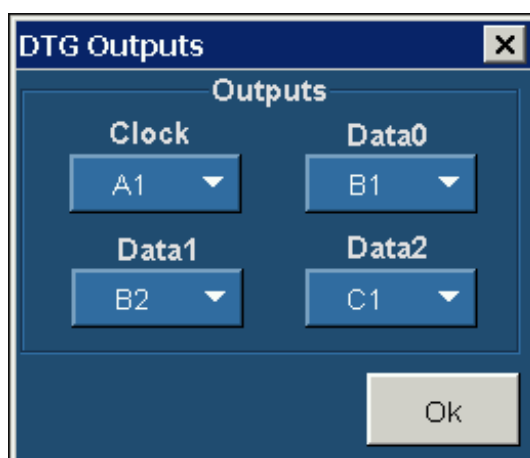 DTG Outputs
Outputs
Clock Data0
A1 B1
Data1 Data2
B2 C1
Ok